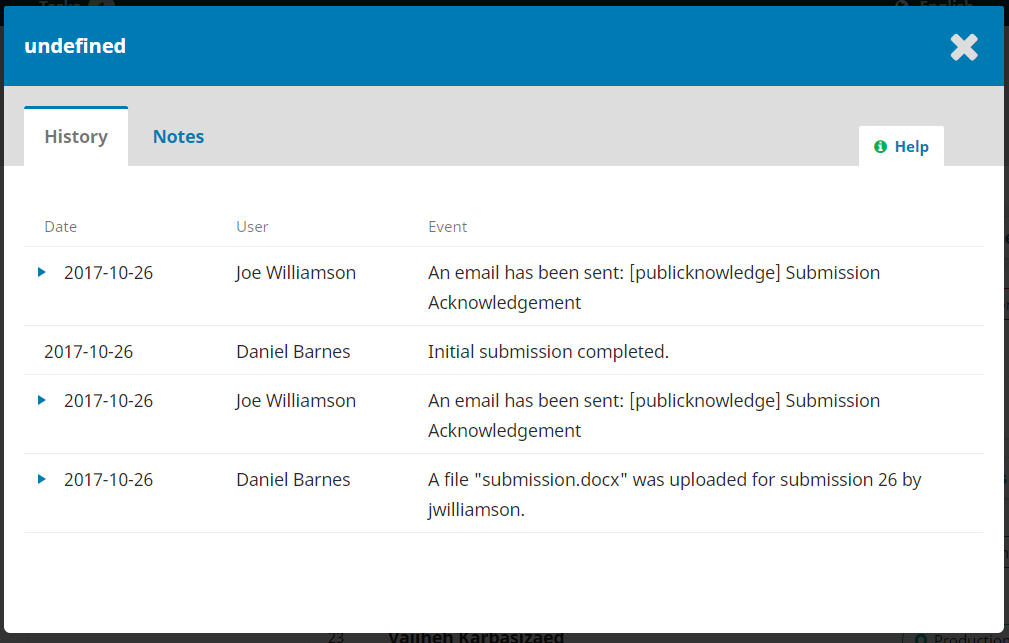 Tasks
English
undefined
History Notes
Help
Date User Event
2017-10-26 Joe Williamson An email has been sent: [publicknowledge] Submission
Acknowledgement
2017-10-26 Daniel Barnes Initial submission completed.
2017-10-26 Joe Williamson An email has been sent: [publicknowledge] Submission
Acknowledgement
2017-10-26 Daniel Barnes A file "submission.docx" was uploaded for submission 26 by
jwilliamson.
23 Valiheh Karbasizaed Production